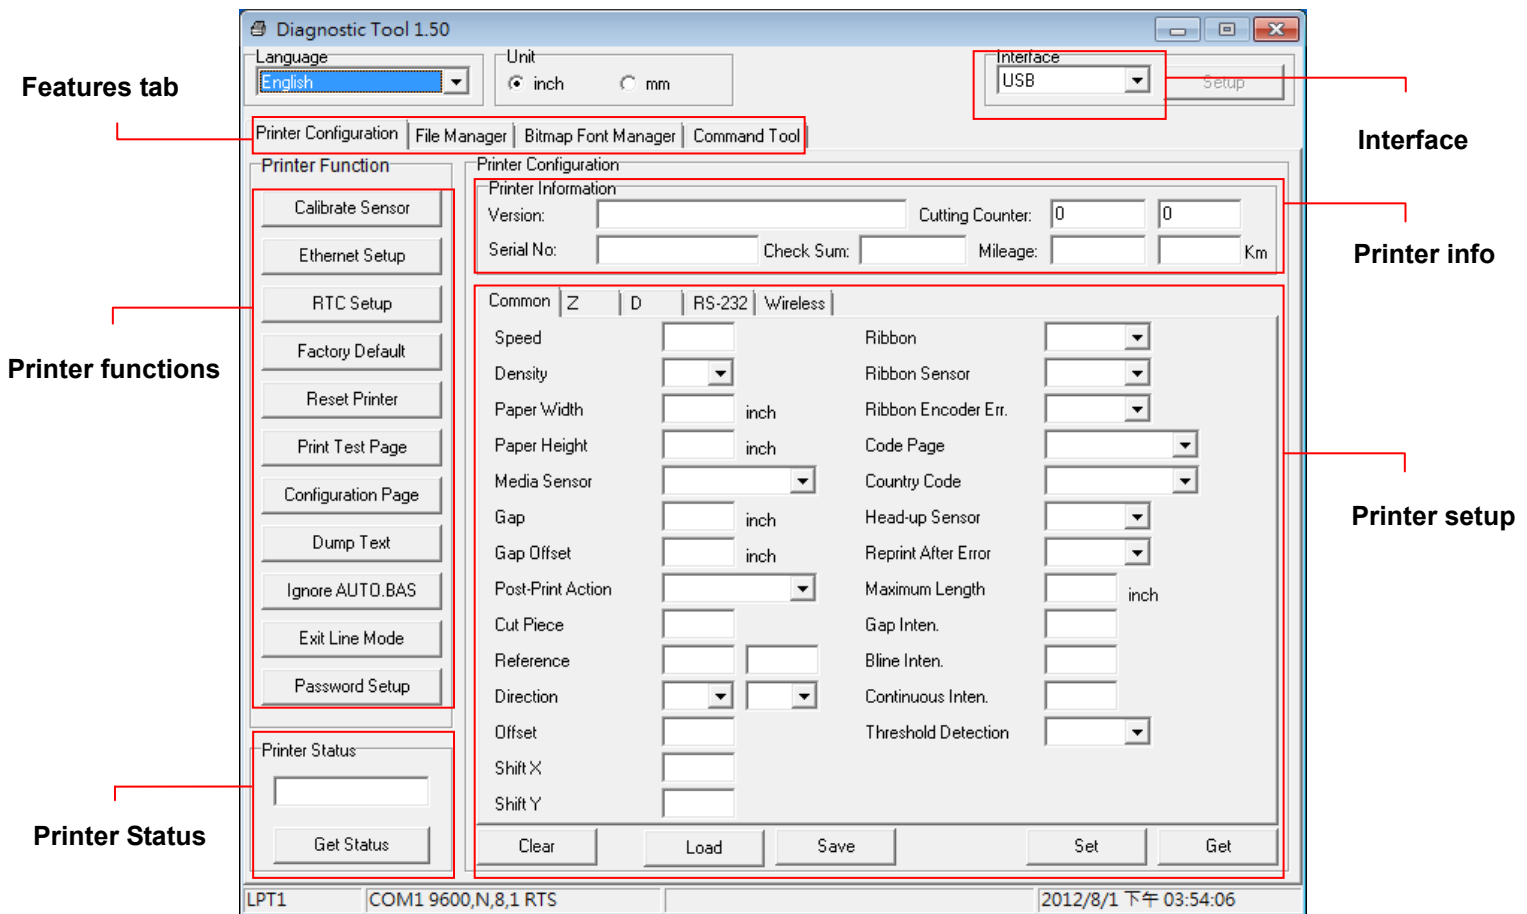 Diagnostic Tool 1.50
Language
English
Unit
inch
mm
Interface
USB
Setup
Features tab
Interface
Printer Configuration
File Manager
Bitmap Font Manager
Command Tool
Printer Function
Calibrate Sensor
Ethernet Setup
RTC Setup
Factory Default
Reset Printer
Print Test Page
Configuration Page
Dump Text
Ignore AUTO.BAS
Exit Line Mode
Password Setup
Printer functions
Printer Configuration
Printer Information
Version:
Cutting Counter: 0 0
Serial No: Check Sum: Mileage: Km
Printer info
Common Z D RS-232 Wireless
Speed
Density
Paper Width inch
Paper Height inch
Media Sensor
Gap inch
Gap Offset inch
Post-Print Action
Cut Piece
Reference
Direction
Offset
Shift X
Shift Y
Ribbon
Ribbon Sensor
Ribbon Encoder Err.
Code Page
Country Code
Head-up Sensor
Reprint After Error
Maximum Length inch
Gap Inten.
Bline Inten.
Continuous Inten.
Threshold Detection
Printer setup
Printer Status
Get Status
Printer Status
Clear
Load
Save
Set
Get
LPT1
COM1 9600,N,8,1 RTS
2012/8/1 下午 03:54:06